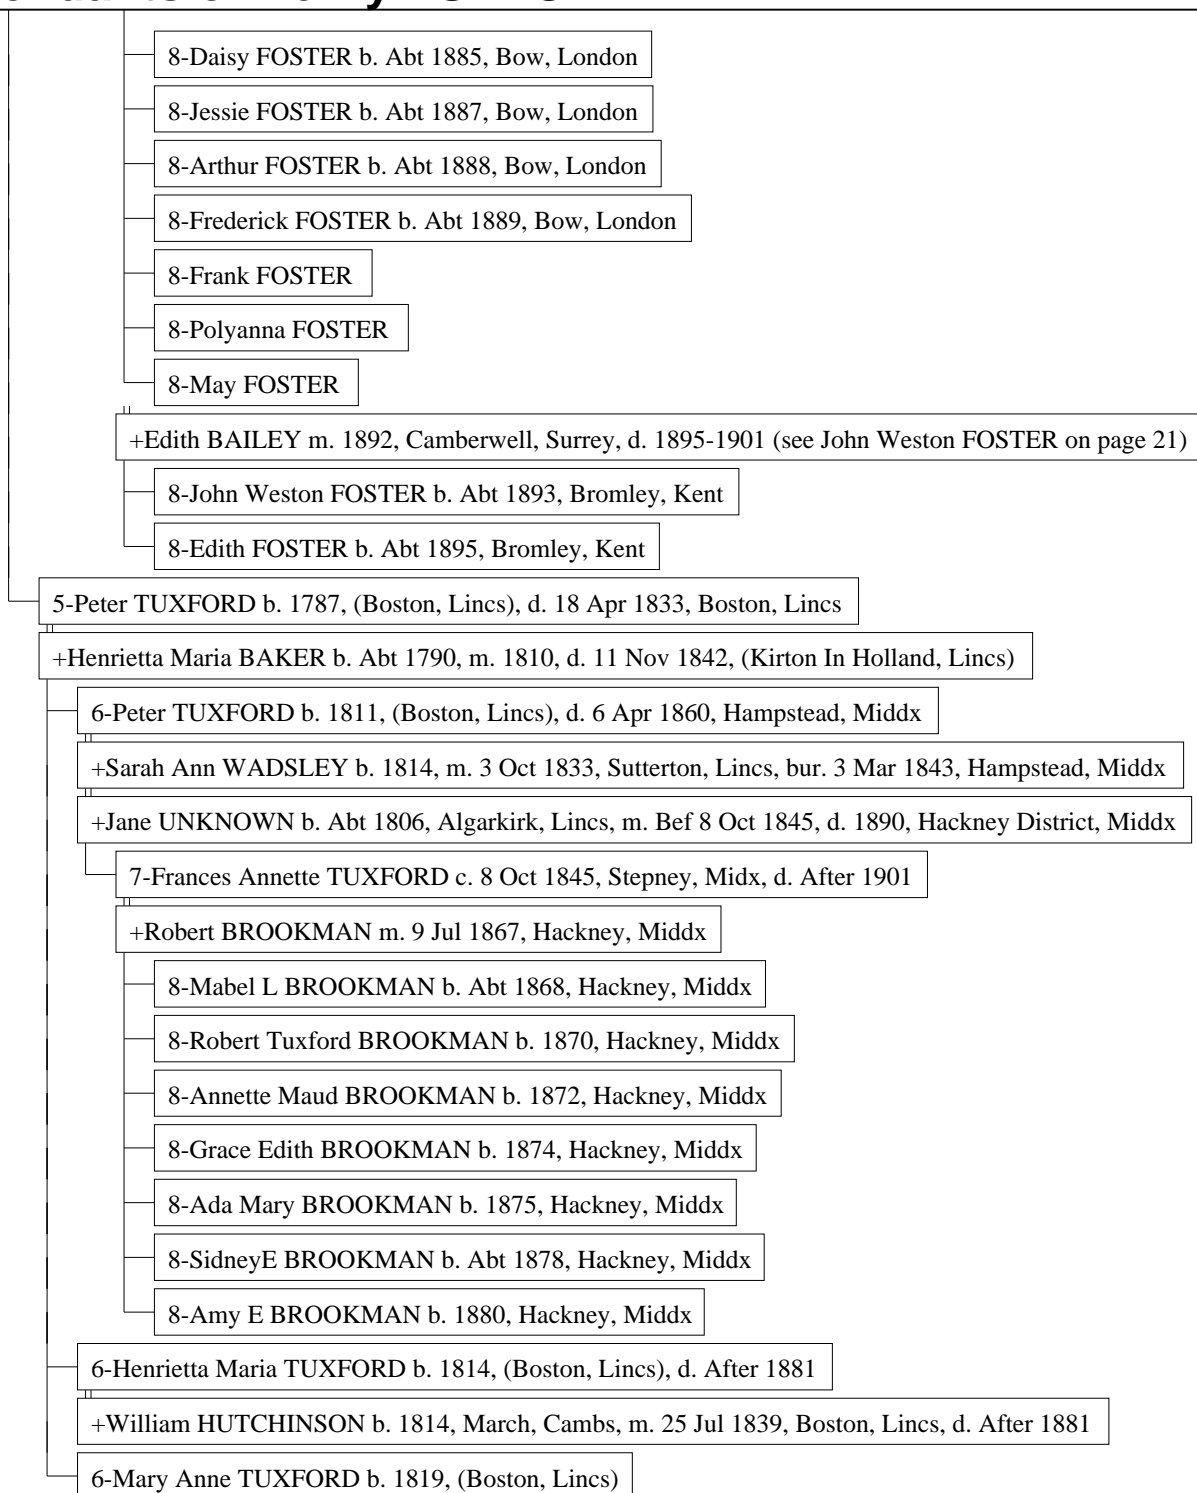 8-Daisy FOSTER b. Abt 1885, Bow, London
8-Jessie FOSTER b. Abt 1887, Bow, London
8-Arthur FOSTER b. Abt 1888, Bow, London
8-Frederick FOSTER b. Abt 1889, Bow, London
8-Frank FOSTER
8-Polyanna FOSTER
8-May FOSTER
+Edith BAILEY m. 1892, Camberwell, Surrey, d. 1895-1901 (see John Weston FOSTER on page 21)
8-John Weston FOSTER b. Abt 1893, Bromley, Kent
8-Edith FOSTER b. Abt 1895, Bromley, Kent
5-Peter TUXFORD b. 1787, (Boston, Lincs), d. 18 Apr 1833, Boston, Lincs
+Henrietta Maria BAKER b. Abt 1790, m. 1810, d. 11 Nov 1842, (Kirton In Holland, Lincs)
6-Peter TUXFORD b. 1811, (Boston, Lincs), d. 6 Apr 1860, Hampstead, Middx
+Sarah Ann WADSLEY b. 1814, m. 3 Oct 1833, Sutterton, Lincs, bur. 3 Mar 1843, Hampstead, Middx
+Jane UNKNOWN b. Abt 1806, Algarkirk, Lincs, m. Bef 8 Oct 1845, d. 1890, Hackney District, Middx
7-Frances Annette TUXFORD c. 8 Oct 1845, Stepney, Midx, d. After 1901
+Robert BROOKMAN m. 9 Jul 1867, Hackney, Middx
8-Mabel L BROOKMAN b. Abt 1868, Hackney, Middx
8-Robert Tuxford BROOKMAN b. 1870, Hackney, Middx
8-Annette Maud BROOKMAN b. 1872, Hackney, Middx
8-Grace Edith BROOKMAN b. 1874, Hackney, Middx
8-Ada Mary BROOKMAN b. 1875, Hackney, Middx
8-SidneyE BROOKMAN b. Abt 1878, Hackney, Middx
8-Amy E BROOKMAN b. 1880, Hackney, Middx
6-Henrietta Maria TUXFORD b. 1814, (Boston, Lincs), d. After 1881
+William HUTCHINSON b. 1814, March, Cambs, m. 25 Jul 1839, Boston, Lincs, d. After 1881
6-Mary Anne TUXFORD b. 1819, (Boston, Lincs)